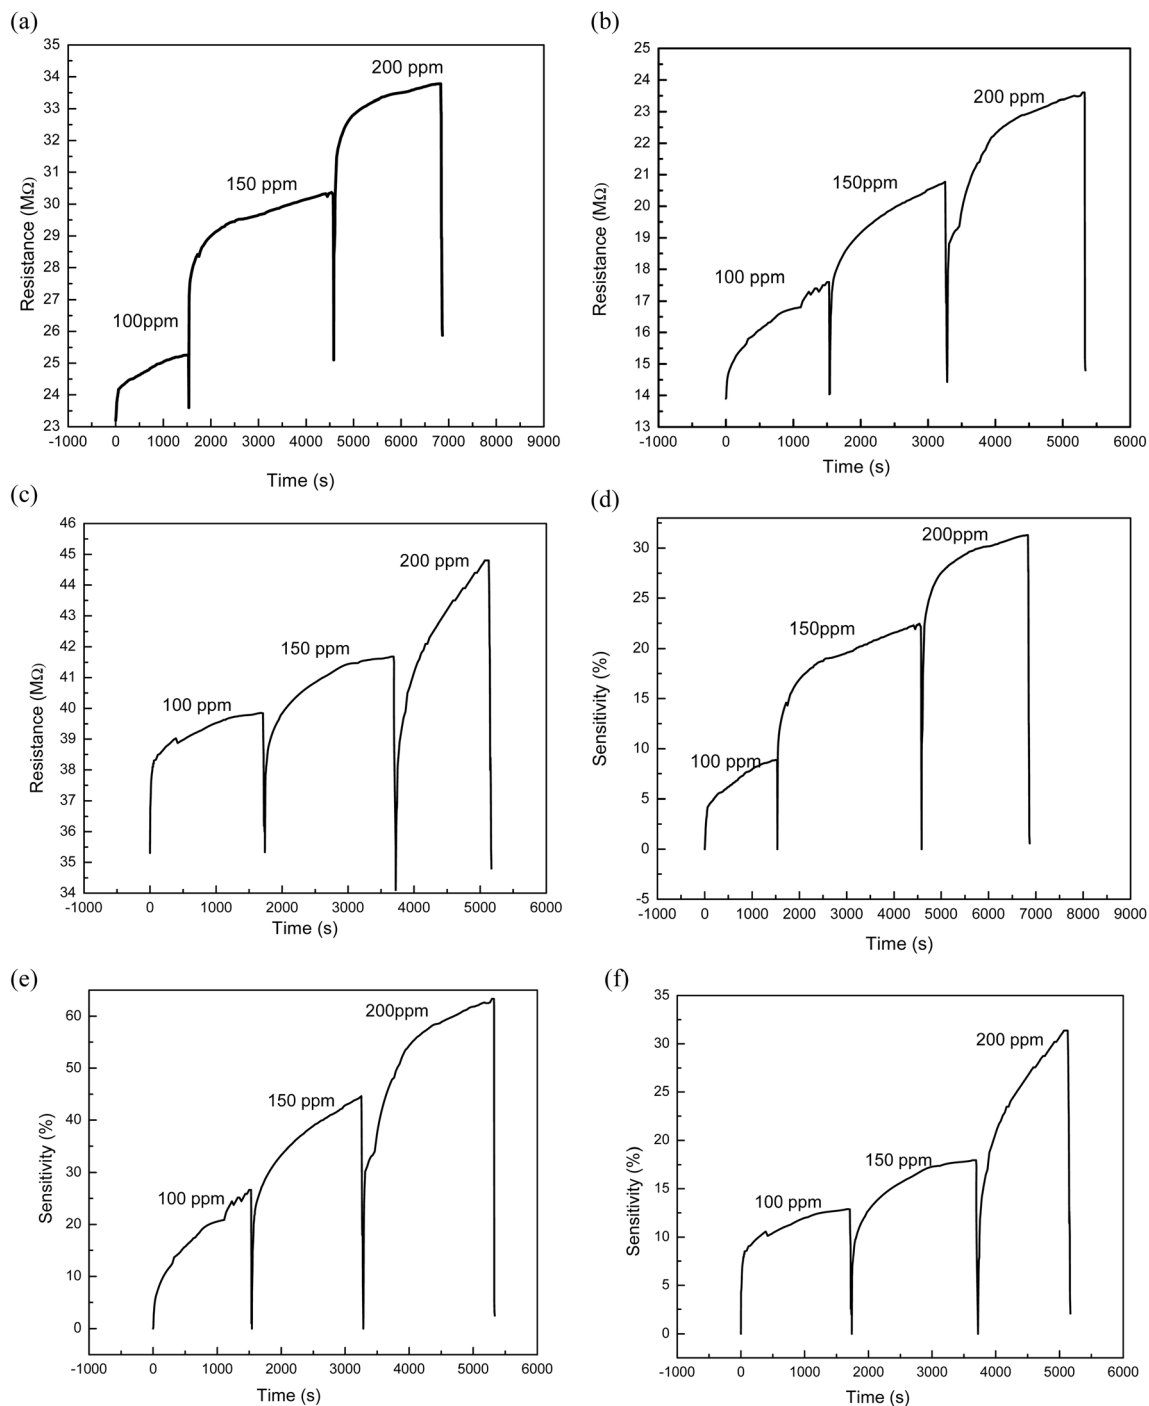 (a)
35
34
33
32
31
30
29
28
27
26
25
24
23
-1000 0 1000 2000 3000 4000 5000 6000 7000 8000 9000
Resistance (MΩ)
Time (s)
100ppm
150 ppm
200 ppm
(b)
25
24
23
22
21
20
19
18
17
16
15
14
13
-1000 0 1000 2000 3000 4000 5000 6000
Resistance (MΩ)
Time (s)
100 ppm
150ppm
200 ppm
(c)
46
45
44
43
42
41
40
39
38
37
36
35
34
-1000 0 1000 2000 3000 4000 5000 6000
Resistance (MΩ)
Time (s)
100 ppm
150 ppm
200 ppm
(d)
30
25
20
15
10
5
0
-5
-1000 0 1000 2000 3000 4000 5000 6000 7000 8000 9000
Sensitivity (%)
Time (s)
100 ppm
150ppm
200ppm
(e)
60
50
40
30
20
10
0
-1000 0 1000 2000 3000 4000 5000 6000
Sensitivity (%)
Time (s)
100 ppm
150 ppm
200ppm
(f)
35
30
25
20
15
10
5
0
-1000 0 1000 2000 3000 4000 5000 6000
Sensitivity (%)
Time (s)
100 ppm
150 ppm
200 ppm